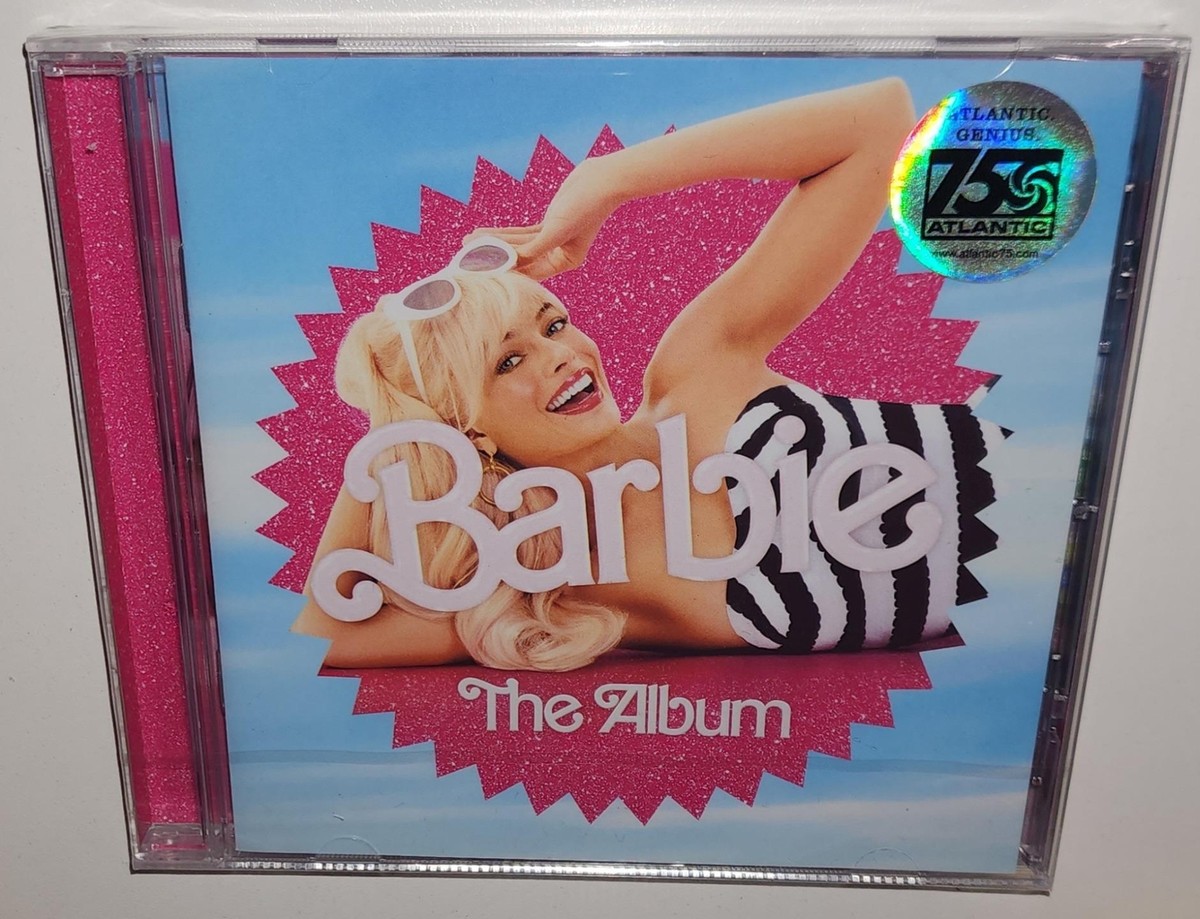 ATLANTIC.
GENIUS.
75
ATLANTIC
www.atlantic75.com
Barbie
The Album